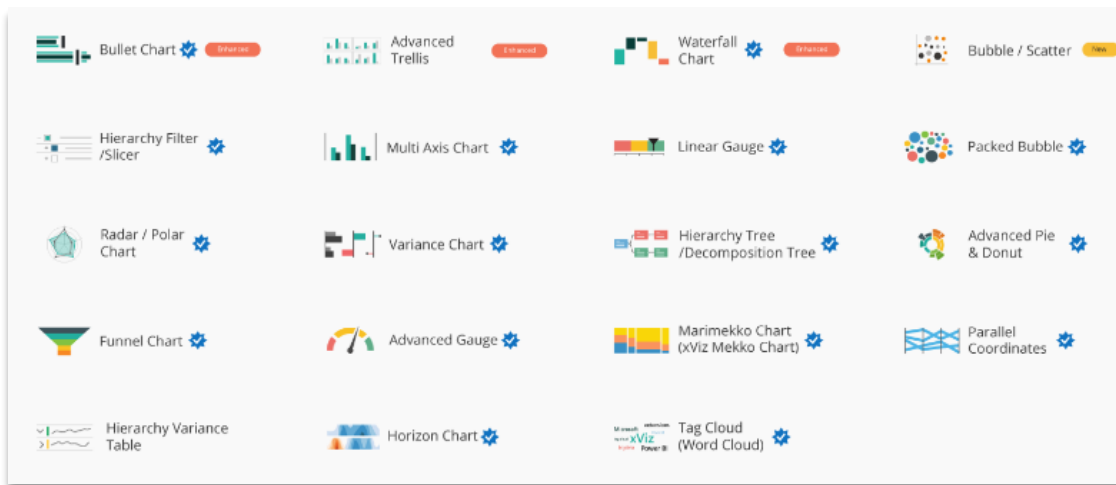 Bullet Chart
Enhanced
Advanced
Trellis
Enhanced
Waterfall
Chart
Enhanced
Bubble / Scatter
New
Hierarchy Filter
/Slicer
Multi Axis Chart
Linear Gauge
Packed Bubble
Radar / Polar
Chart
Variance Chart
Hierarchy Tree
/Decomposition Tree
Advanced Pie
& Donut
Funnel Chart
Advanced Gauge
Marimekko Chart
(xViz Mekko Chart)
Parallel
Coordinates
Hierarchy Variance
Table
Horizon Chart
Microsoft
xViz
Power BI
Tag Cloud
(Word Cloud)